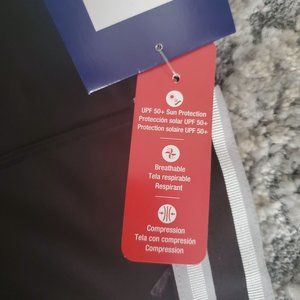 UPF 50+ Sun Protection
Protección solar UPF 50+
Protection solaire UPF 50+
Breathable
Tela respirable
Respirant
Compression
Tela con compresión
Compression